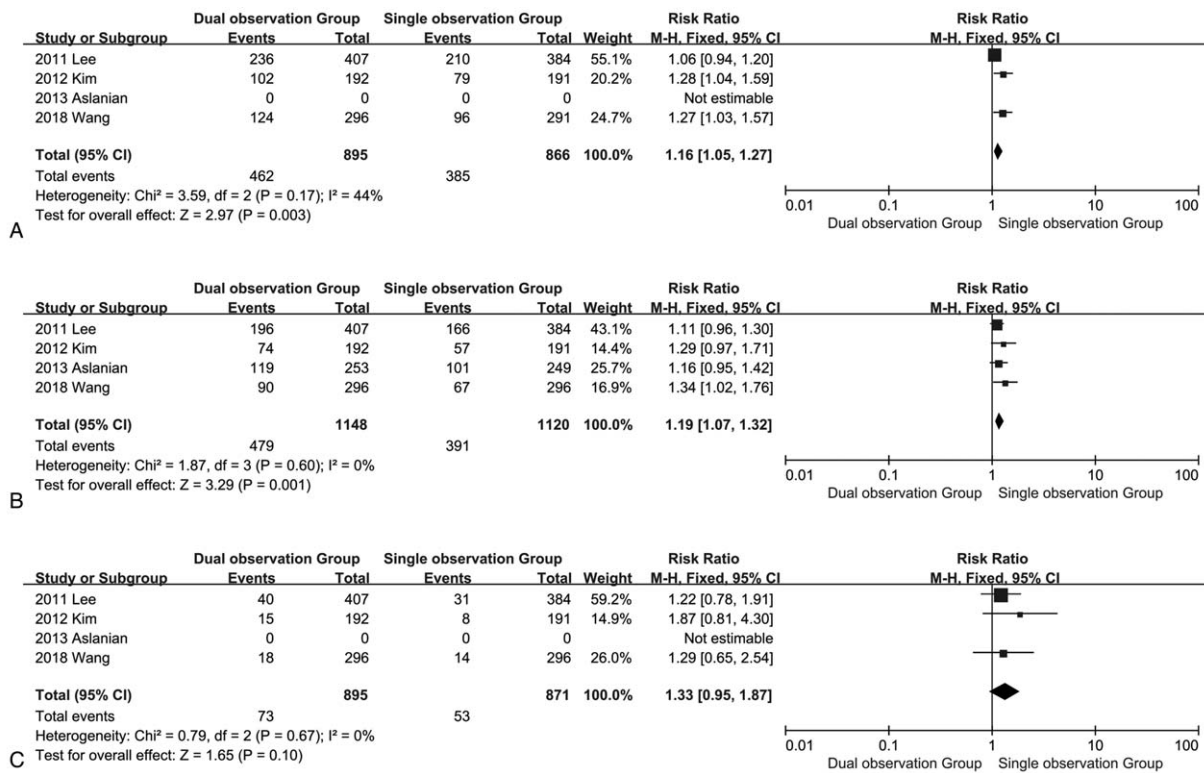 Dual observation Group Single observation Group Risk Ratio Risk Ratio
Study or Subgroup Events Total Events Total Weight M-H, Fixed, 95% CI M-H, Fixed, 95% CI
2011 Lee 236 407 210 384 55.1% 1.06 [0.94, 1.20]
2012 Kim 102 192 79 191 20.2% 1.28 [1.04, 1.59]
2013 Aslanian 0 0 0 0 Not estimable
2018 Wang 124 296 96 291 24.7% 1.27 [1.03, 1.57]
Total (95% CI) 895 866 100.0% 1.16 [1.05, 1.27]
Total events 462 385
Heterogeneity: Chi² = 3.59, df = 2 (P = 0.17); I² = 44%
Test for overall effect: Z = 2.97 (P = 0.003)
0.01 0.1 1 10 100
Dual observation Group Single observation Group
A
Dual observation Group Single observation Group Risk Ratio Risk Ratio
Study or Subgroup Events Total Events Total Weight M-H, Fixed, 95% CI M-H, Fixed, 95% CI
2011 Lee 196 407 166 384 43.1% 1.11 [0.96, 1.30]
2012 Kim 74 192 57 191 14.4% 1.29 [0.97, 1.71]
2013 Aslanian 119 253 101 249 25.7% 1.16 [0.95, 1.42]
2018 Wang 90 296 67 296 16.9% 1.34 [1.02, 1.76]
Total (95% CI) 1148 1120 100.0% 1.19 [1.07, 1.32]
Total events 479 391
Heterogeneity: Chi² = 1.87, df = 3 (P = 0.60); I² = 0%
Test for overall effect: Z = 3.29 (P = 0.001)
0.01 0.1 1 10 100
Dual observation Group Single observation Group
B
Dual observation Group Single observation Group Risk Ratio Risk Ratio
Study or Subgroup Events Total Events Total Weight M-H, Fixed, 95% CI M-H, Fixed, 95% CI
2011 Lee 40 407 31 384 59.2% 1.22 [0.78, 1.91]
2012 Kim 15 192 8 191 14.9% 1.87 [0.81, 4.30]
2013 Aslanian 0 0 0 0 Not estimable
2018 Wang 18 296 14 296 26.0% 1.29 [0.65, 2.54]
Total (95% CI) 895 871 100.0% 1.33 [0.95, 1.87]
Total events 73 53
Heterogeneity: Chi² = 0.79, df = 2 (P = 0.67); I² = 0%
Test for overall effect: Z = 1.65 (P = 0.10)
0.01 0.1 1 10 100
Dual observation Group Single observation Group
C